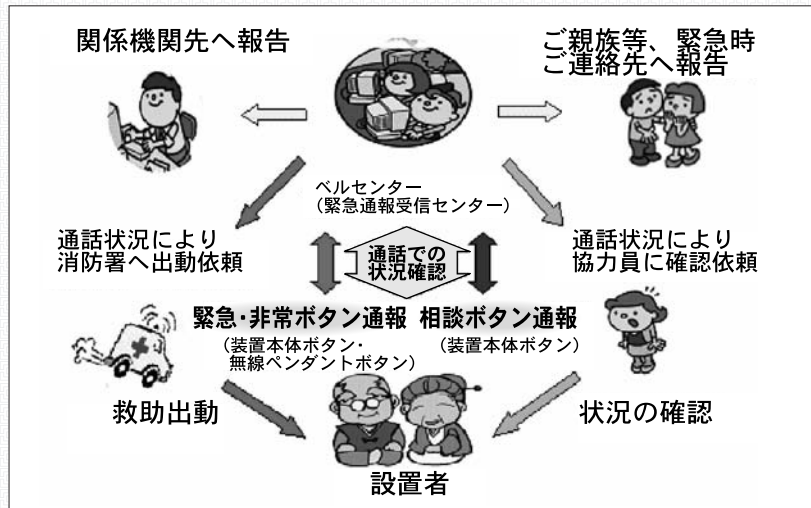 関係機関先へ報告
ご親族等、緊急時
ご連絡先へ報告
ベルセンター
（緊急通報受信センター）
通話状況により
消防署へ出動依頼
通話での
状況確認
通話状況により
協力員に確認依頼
緊急・非常ボタン通報
（装置本体ボタン・
無線ペンダントボタン）
相談ボタン通報
（装置本体ボタン）
救助出動
状況の確認
設置者